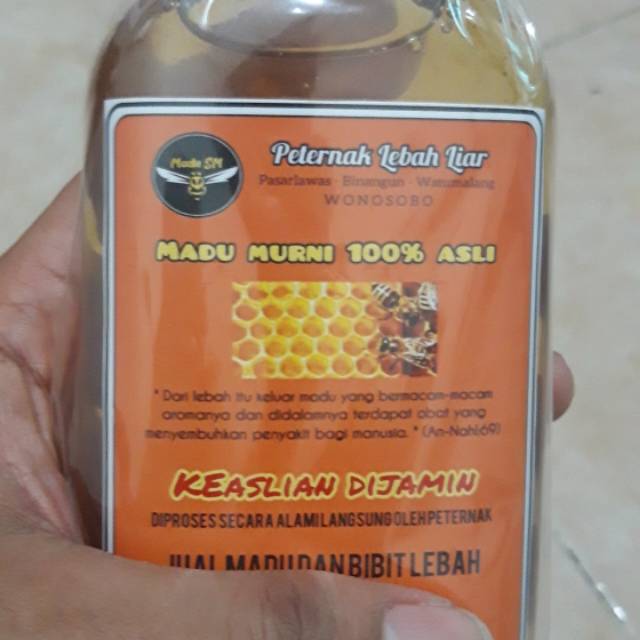 Madu SM
Peternak Lebah Liar
Pasarlawas - Binangun - Watumalang
WONOSOBO
MADU MURNI 100% ASLI
" Dari lebah itu keluar madu yang bermacam-macam
aromanya dan didalamnya terdapat obat yang
menyembuhkan penyakit bagi manusia. " (An-Nahl:69)
KEASLIAN DIJAMIN
DIPROSES SECARA ALAMI LANGSUNG OLEH PETERNAK
JUAL MADU DAN BIBIT LEBAH